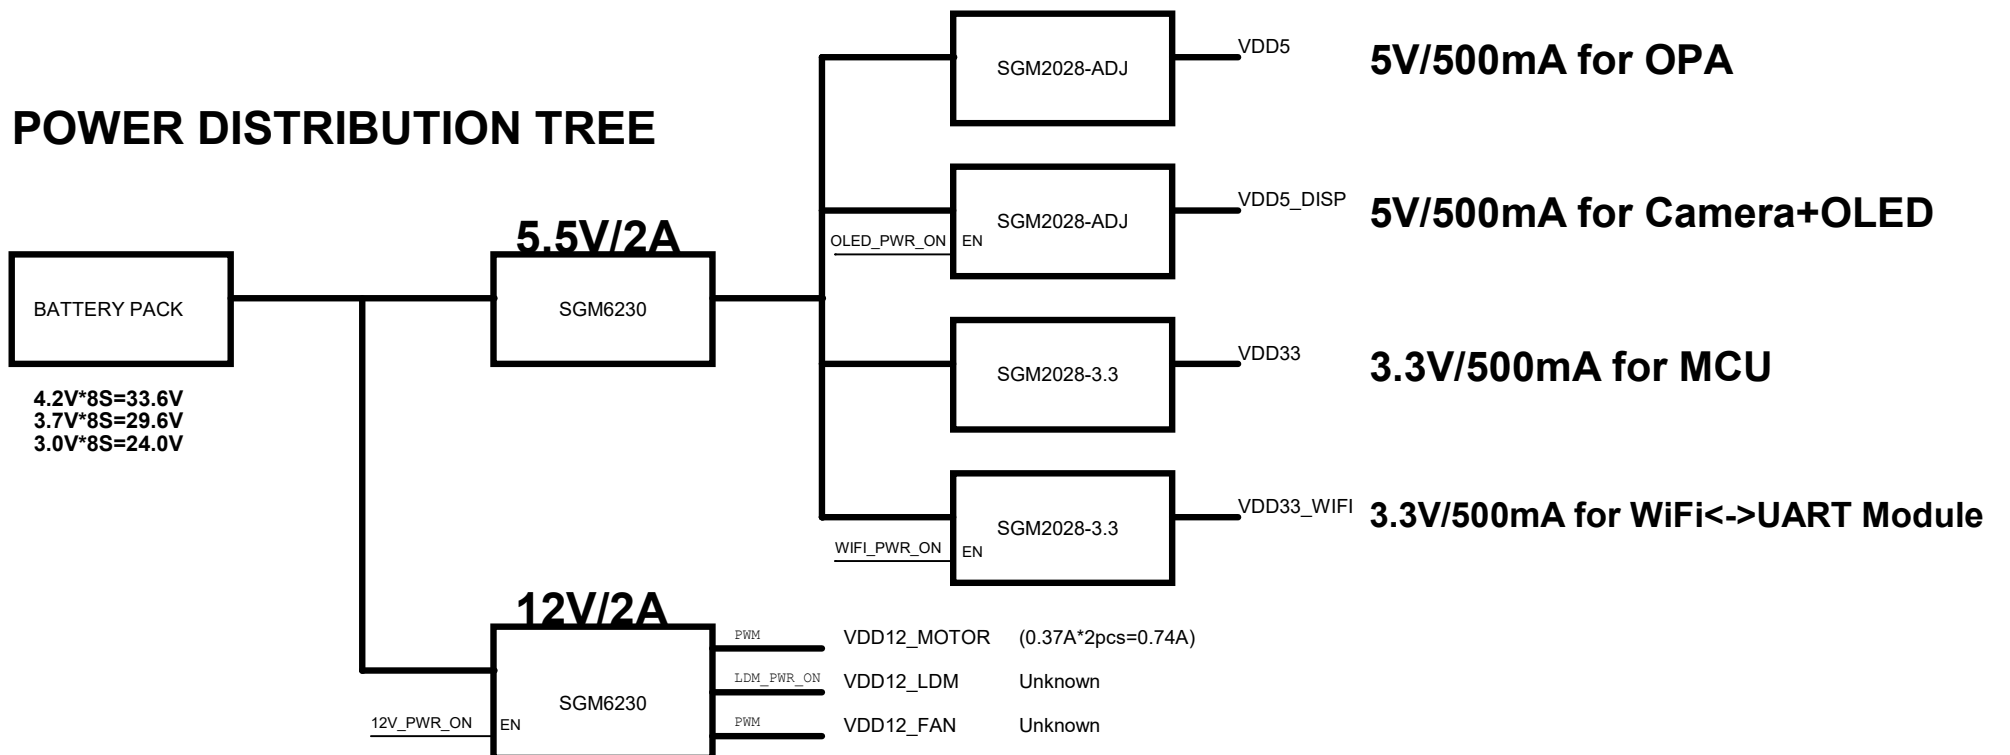 SGM2028-ADJ
VDD5
5V/500mA for OPA
POWER DISTRIBUTION TREE
SGM2028-ADJ
OLED_PWR_ON
EN
VDD5_DISP
5V/500mA for Camera+OLED
5.5V/2A
SGM6230
BATTERY PACK
4.2V*8S=33.6V
3.7V*8S=29.6V
3.0V*8S=24.0V
SGM2028-3.3
VDD33
3.3V/500mA for MCU
SGM2028-3.3
WIFI_PWR_ON
EN
VDD33_WIFI
3.3V/500mA for WiFi<->UART Module
12V/2A
SGM6230
12V_PWR_ON
EN
PWM
VDD12_MOTOR (0.37A*2pcs=0.74A)
LDM_PWR_ON
VDD12_LDM Unknown
PWM
VDD12_FAN Unknown